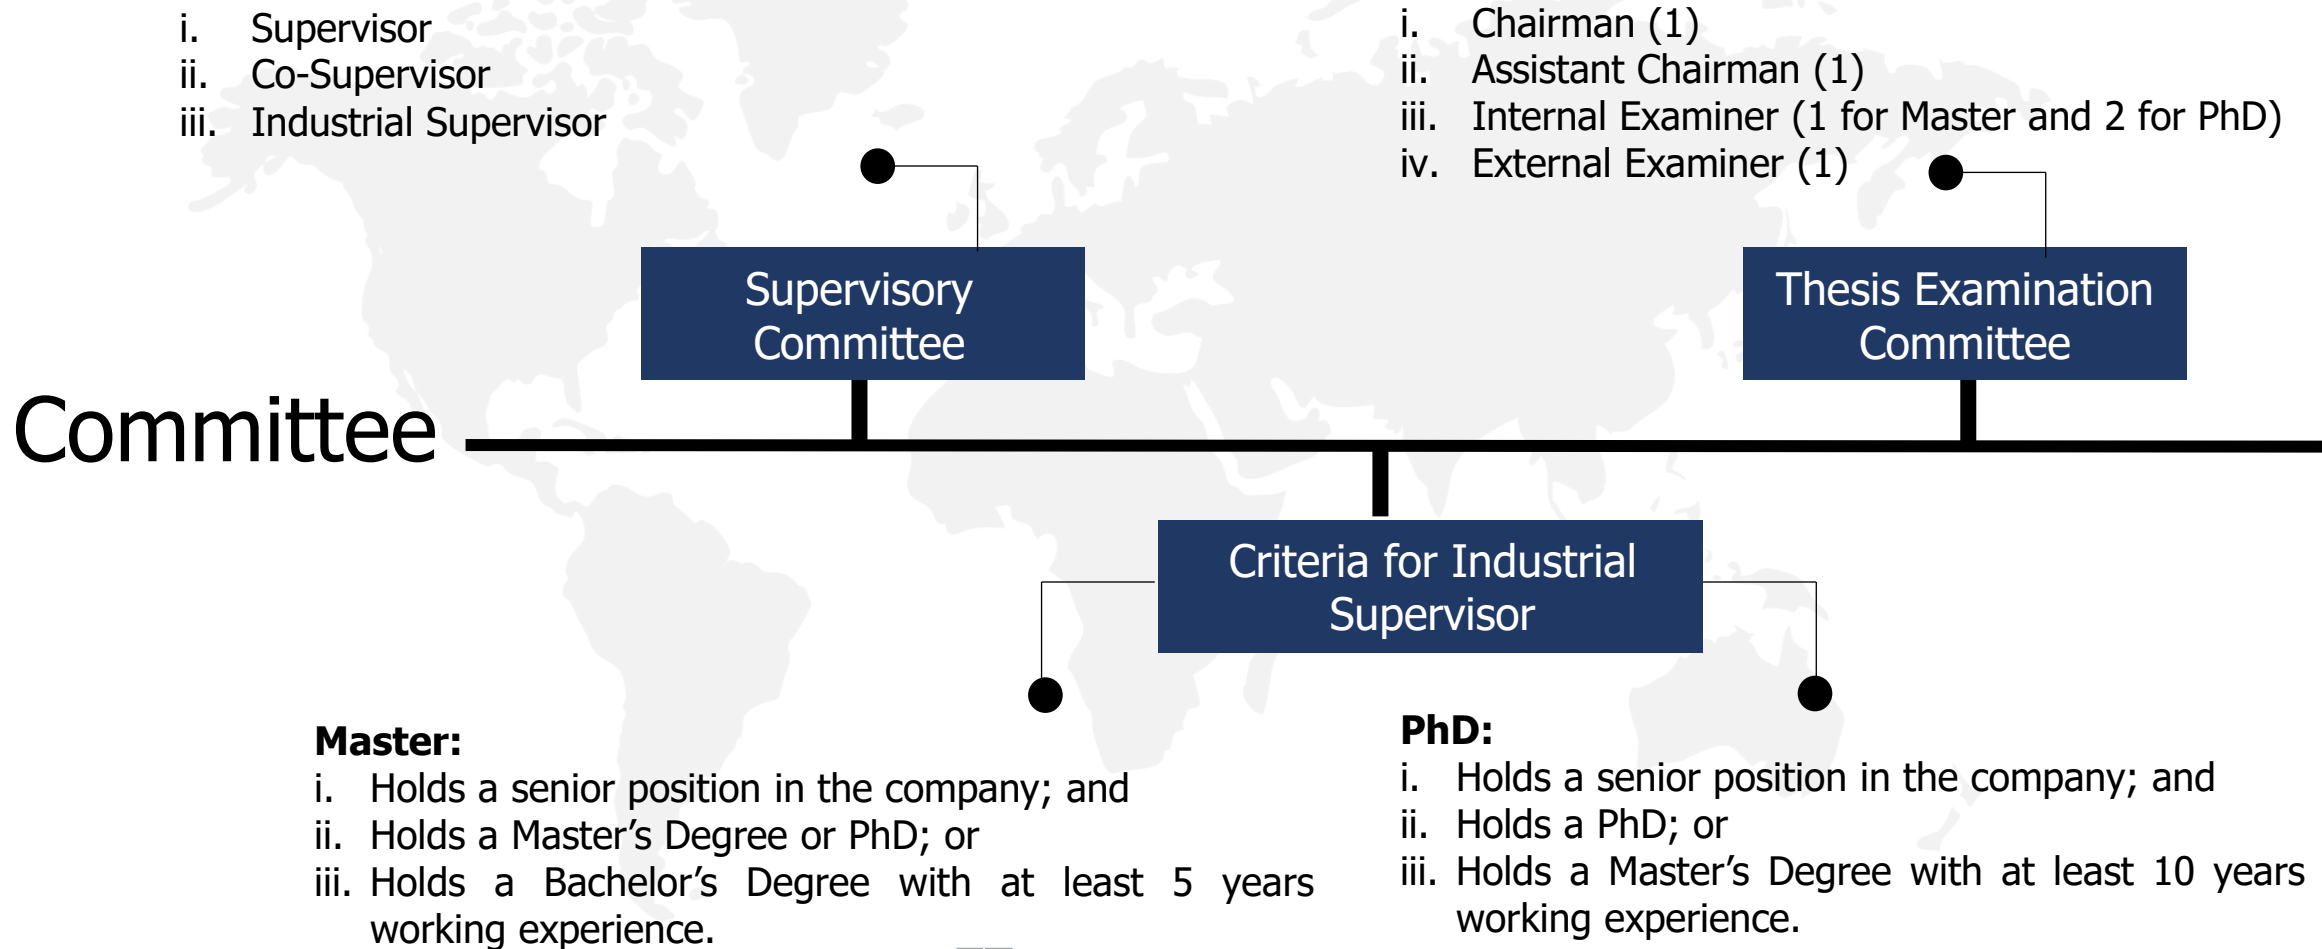 i. Supervisor
ii. Co-Supervisor
iii. Industrial Supervisor
i. Chairman (1)
ii. Assistant Chairman (1)
iii. Internal Examiner (1 for Master and 2 for PhD)
iv. External Examiner (1)
Supervisory
Committee
Thesis Examination
Committee
Committee
Criteria for Industrial
Supervisor
Master:
i. Holds a senior position in the company; and
ii. Holds a Master’s Degree or PhD; or
iii. Holds a Bachelor’s Degree with at least 5 years
working experience.
PhD:
i. Holds a senior position in the company; and
ii. Holds a PhD; or
iii. Holds a Master’s Degree with at least 10 years
working experience.